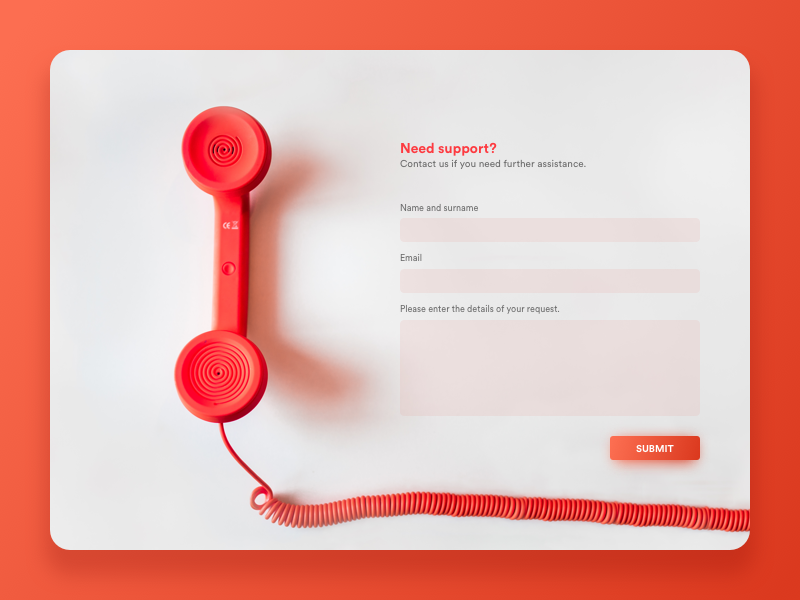 Need support?
Contact us if you need further assistance.
Name and surname
Email
Please enter the details of your request.
SUBMIT